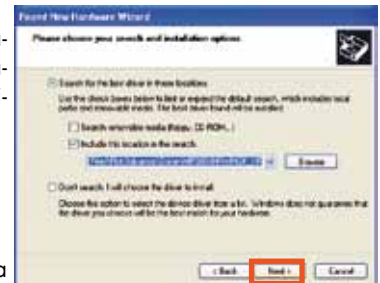 Found New Hardware Wizard
Please choose your search and installation options.
Search for the best driver in these locations.
Use the check boxes below to limit or expand the default search, which includes local
paths and removable media. The best driver found will be installed.
Search removable media (floppy, CD-ROM...)
Include this location in the search:
Browse
Don't search. I will choose the driver to install.
Choose this option to select the device driver from a list. Windows does not guarantee that
the driver you choose will be the best match for your hardware.
< Back Next > Cancel
a